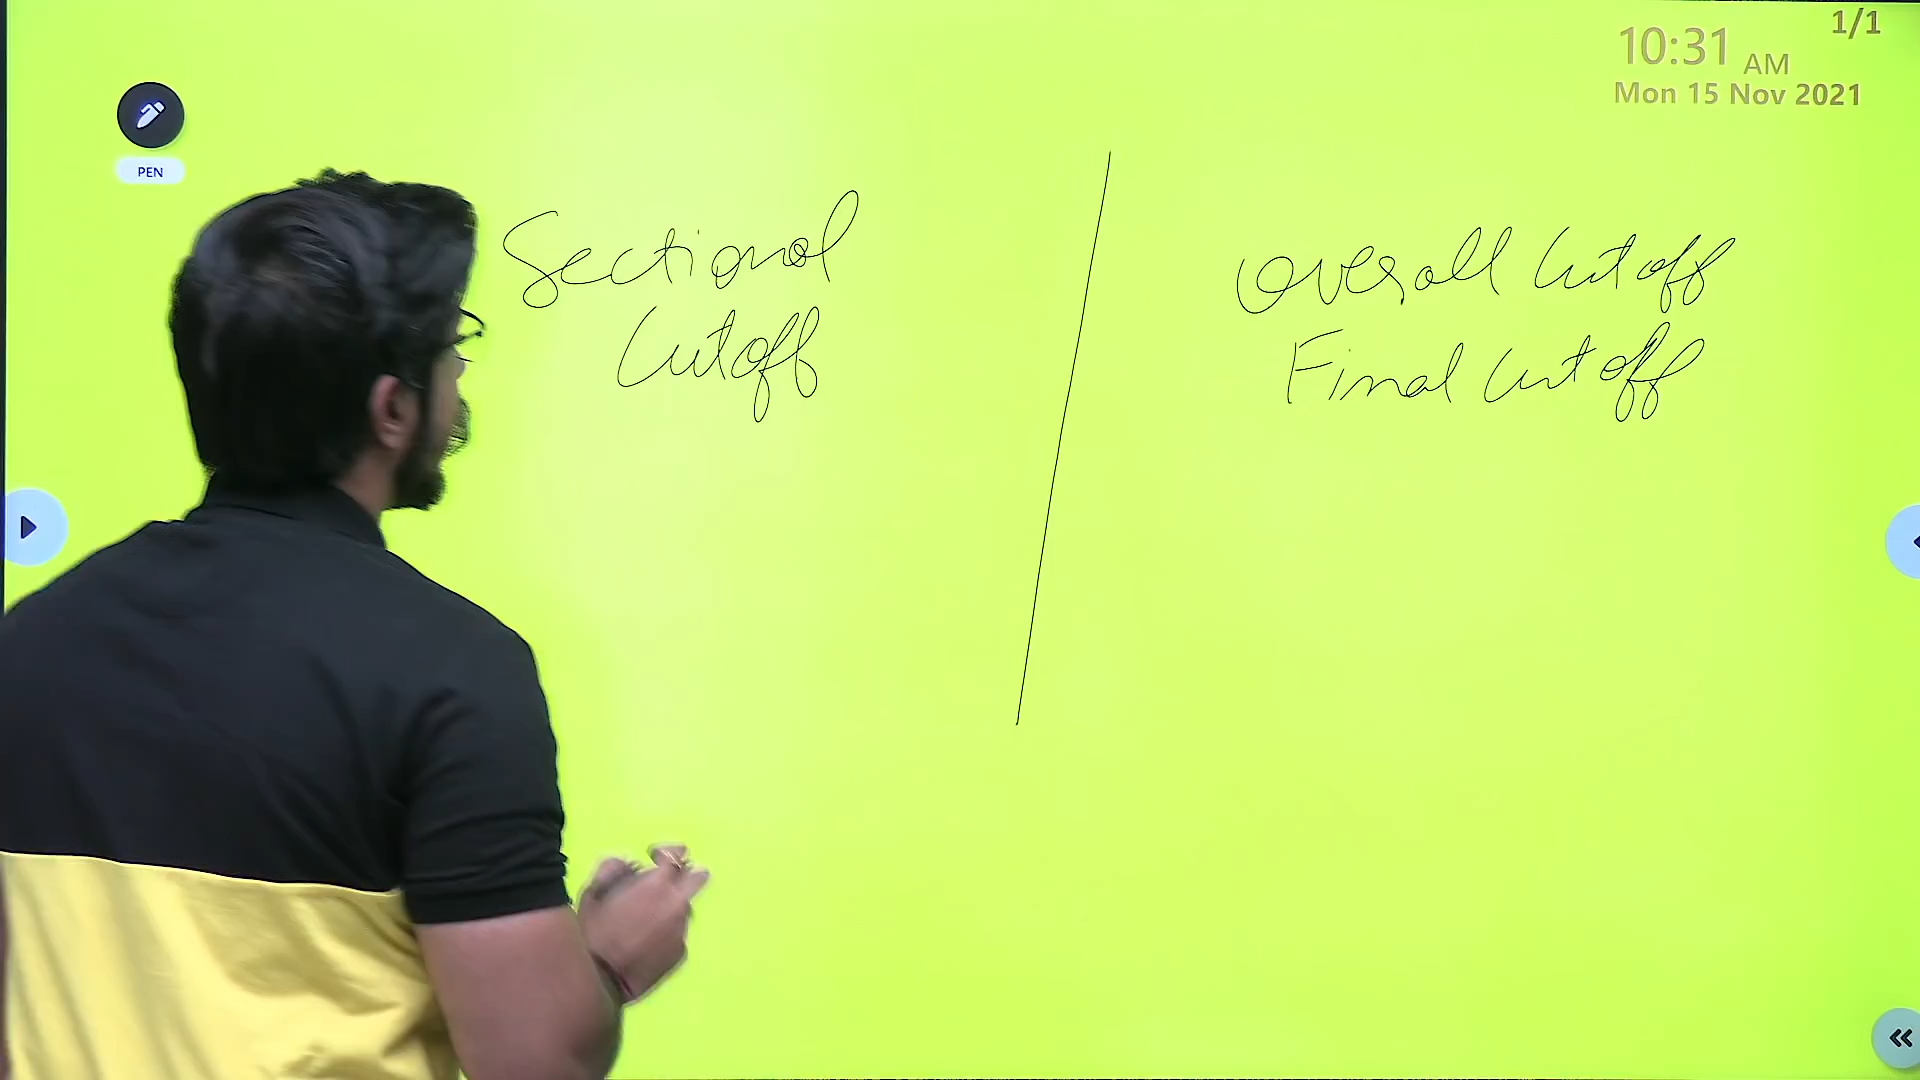 1/1
10:31 AM
Mon 15 Nov 2021
PEN
Sectional
Cutoff
Overall Cutoff
Final Cutoff